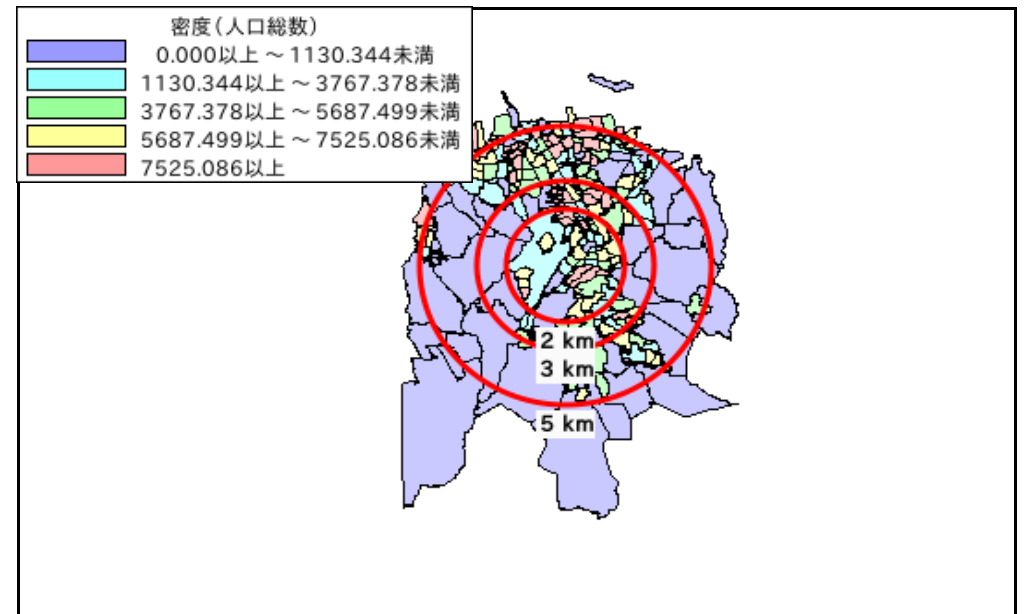 密度(人口総数)
0.000以上 ～ 1130.344未満
1130.344以上 ～ 3767.378未満
3767.378以上 ～ 5687.499未満
5687.499以上 ～ 7525.086未満
7525.086以上
2 km
3 km
5 km